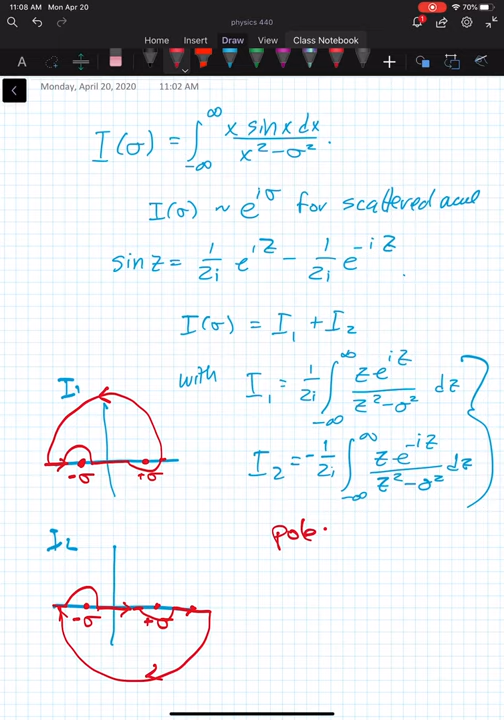 11:08 AM Mon Apr 20
70%
physics 440
Home Insert Draw View Class Notebook
Monday, April 20, 2020 11:02 AM
I(σ) = ∫_{-∞}^{∞} x sin x dx / x² - σ² .
I(σ) ~ e^{iσ} for scattered
sin z = 1/2i e^{iz} - 1/2i e^{-iz} .
I(σ) = I₁ + I₂
with I₁ = 1/2i ∫_{-∞}^{∞} z e^{iz} / z² - σ² dz
I₂ = -1/2i ∫_{-∞}^{∞} z e^{-iz} / z² - σ² dz
I₁
-σ +σ
pole.
I₂
-σ +σ